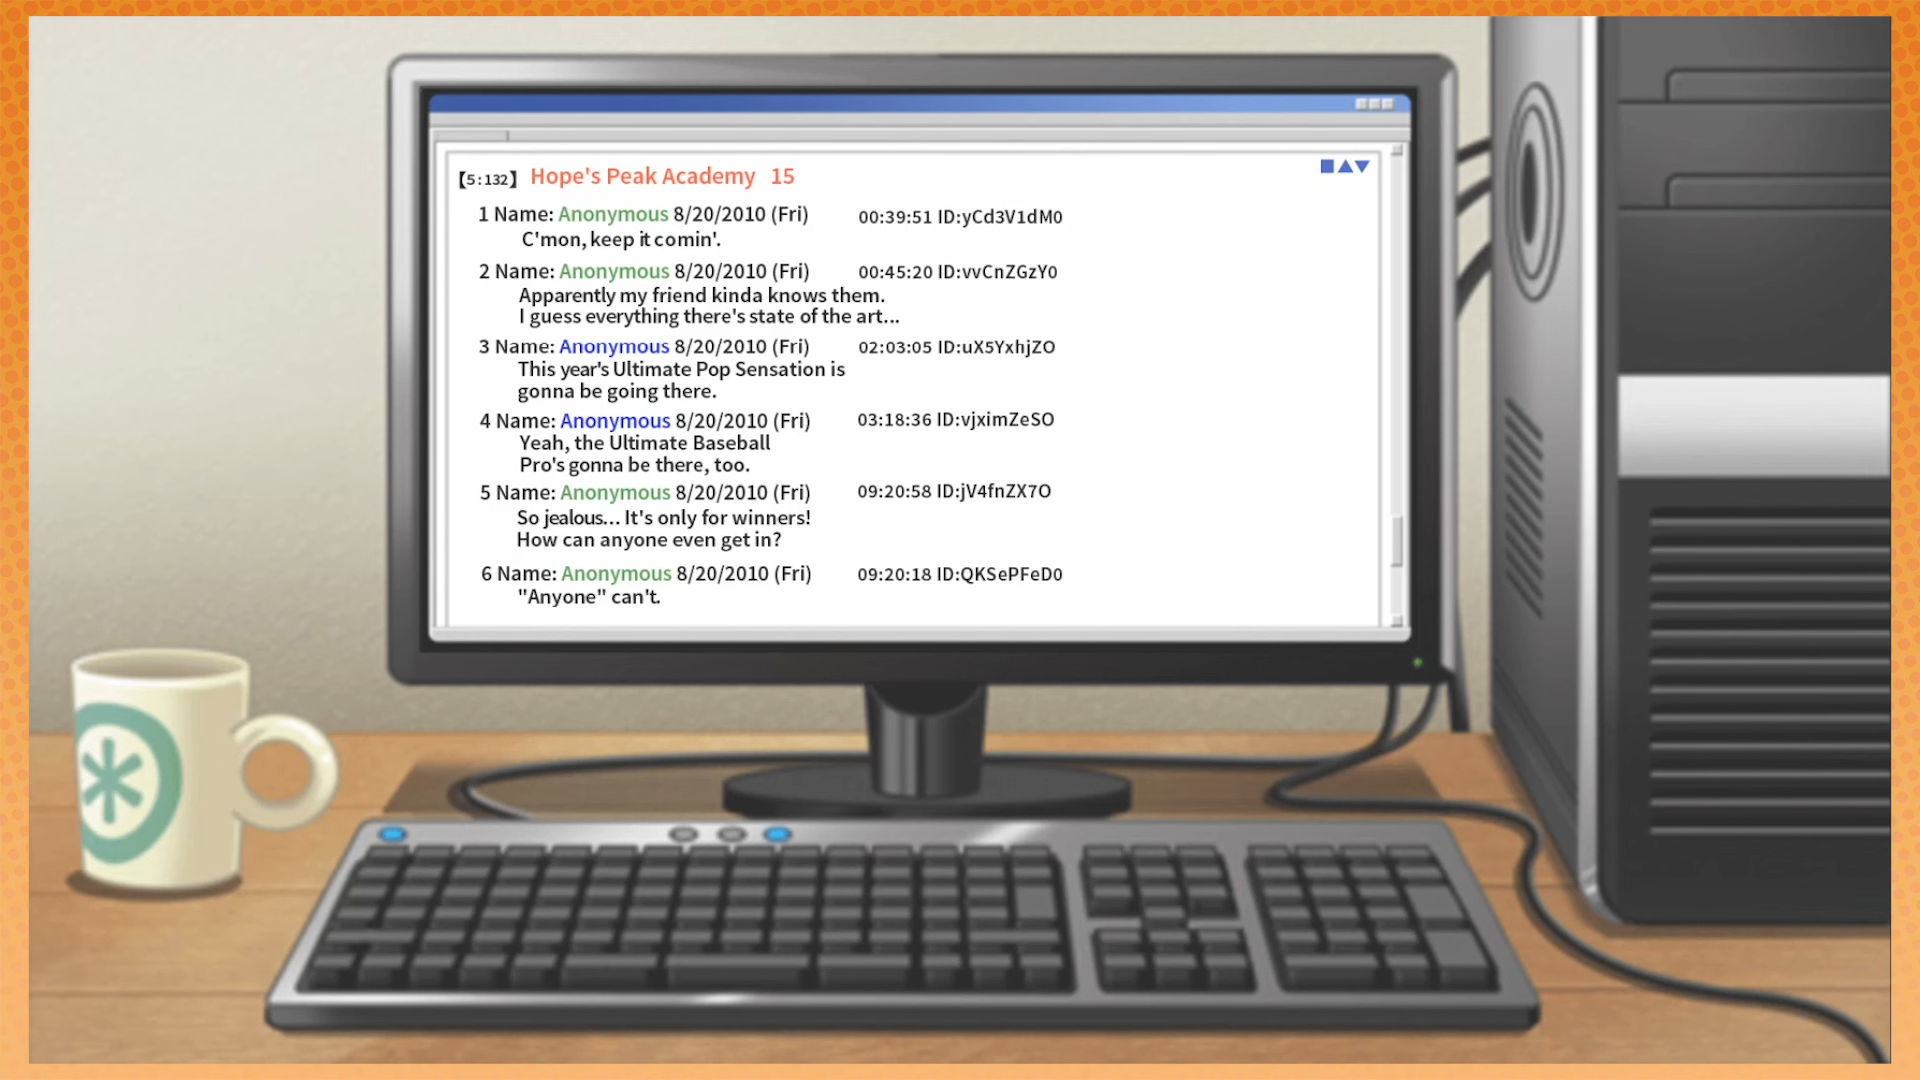 【5:132】 Hope's Peak Academy 15
1 Name: Anonymous 8/20/2010 (Fri) 00:39:51 ID:yCd3V1dM0
C'mon, keep it comin'.
2 Name: Anonymous 8/20/2010 (Fri) 00:45:20 ID:vvCnZGzY0
Apparently my friend kinda knows them.
I guess everything there's state of the art...
3 Name: Anonymous 8/20/2010 (Fri) 02:03:05 ID:uX5YxhjZO
This year's Ultimate Pop Sensation is
gonna be going there.
4 Name: Anonymous 8/20/2010 (Fri) 03:18:36 ID:vjximZeSO
Yeah, the Ultimate Baseball
Pro's gonna be there, too.
5 Name: Anonymous 8/20/2010 (Fri) 09:20:58 ID:jV4fnZX7O
So jealous... It's only for winners!
How can anyone even get in?
6 Name: Anonymous 8/20/2010 (Fri) 09:20:18 ID:QKSePFeD0
"Anyone" can't.